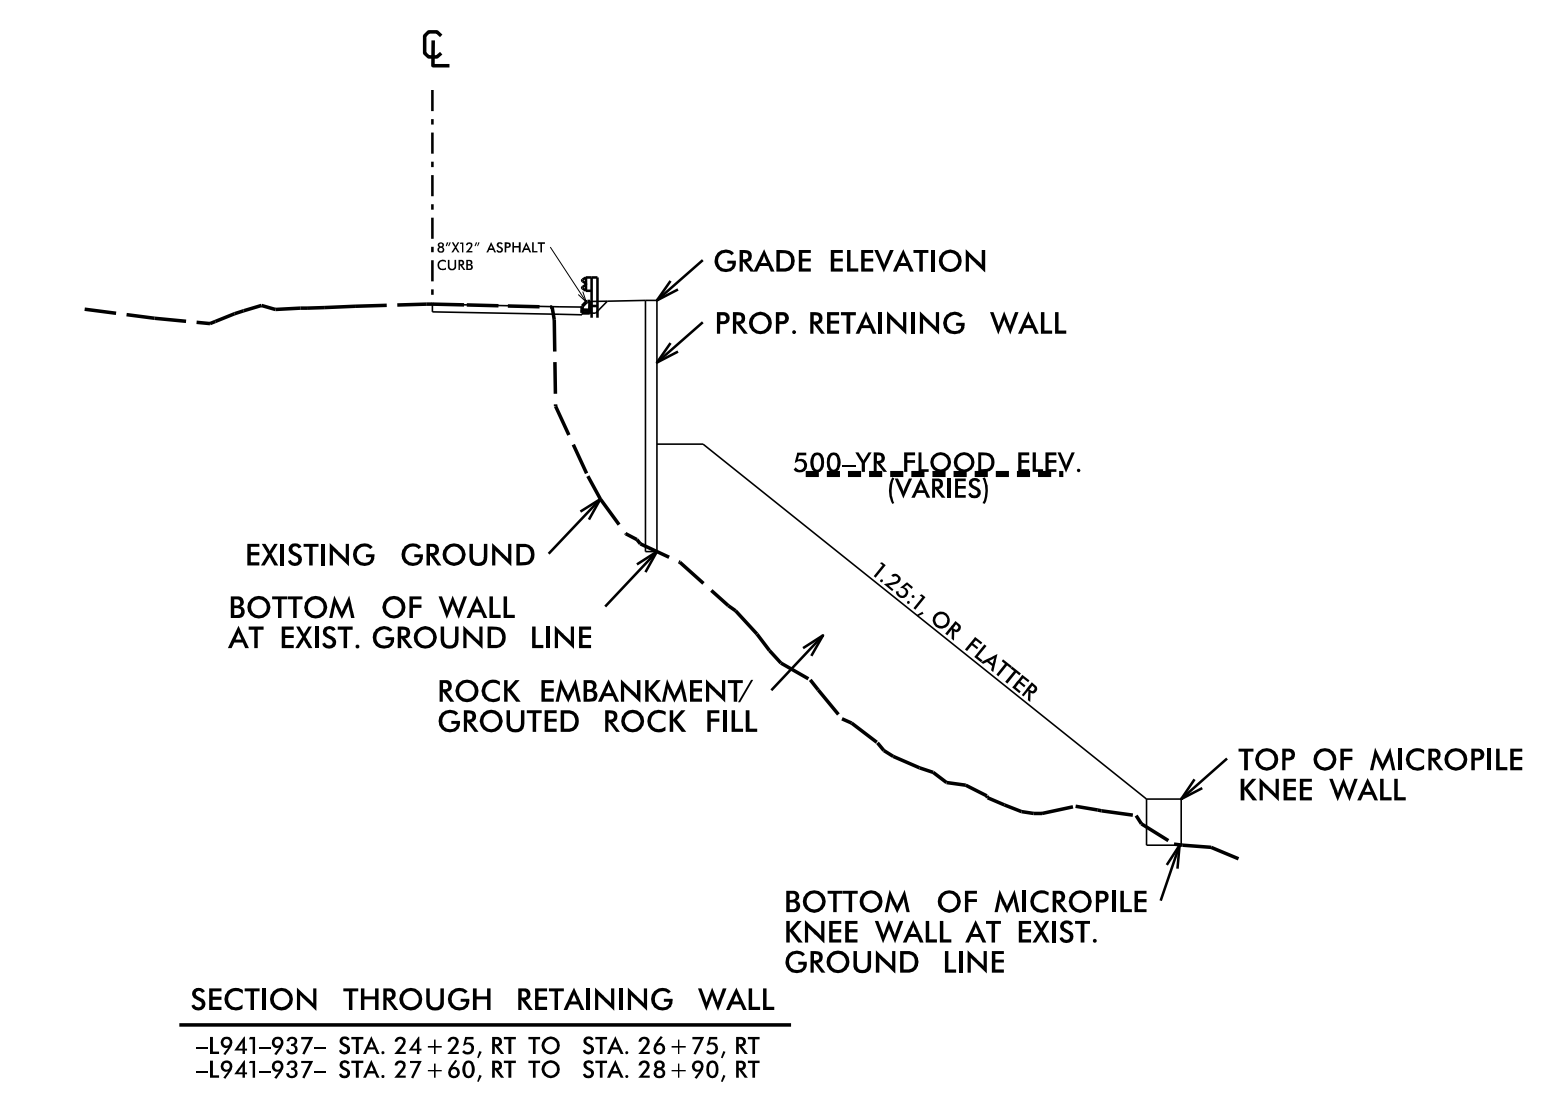 ℄
8"X12" ASPHALT
CURB
GRADE ELEVATION
PROP. RETAINING WALL
500-YR FLOOD ELEV.
(VARIES)
EXISTING GROUND
1.25:1, OR FLATTER
BOTTOM OF WALL
AT EXIST. GROUND LINE
ROCK EMBANKMENT/
GROUTED ROCK FILL
TOP OF MICROPILE
KNEE WALL
BOTTOM OF MICROPILE
KNEE WALL AT EXIST.
GROUND LINE
SECTION THROUGH RETAINING WALL
-L941-937- STA. 24+25, RT TO STA. 26+75, RT
-L941-937- STA. 27+60, RT TO STA. 28+90, RT